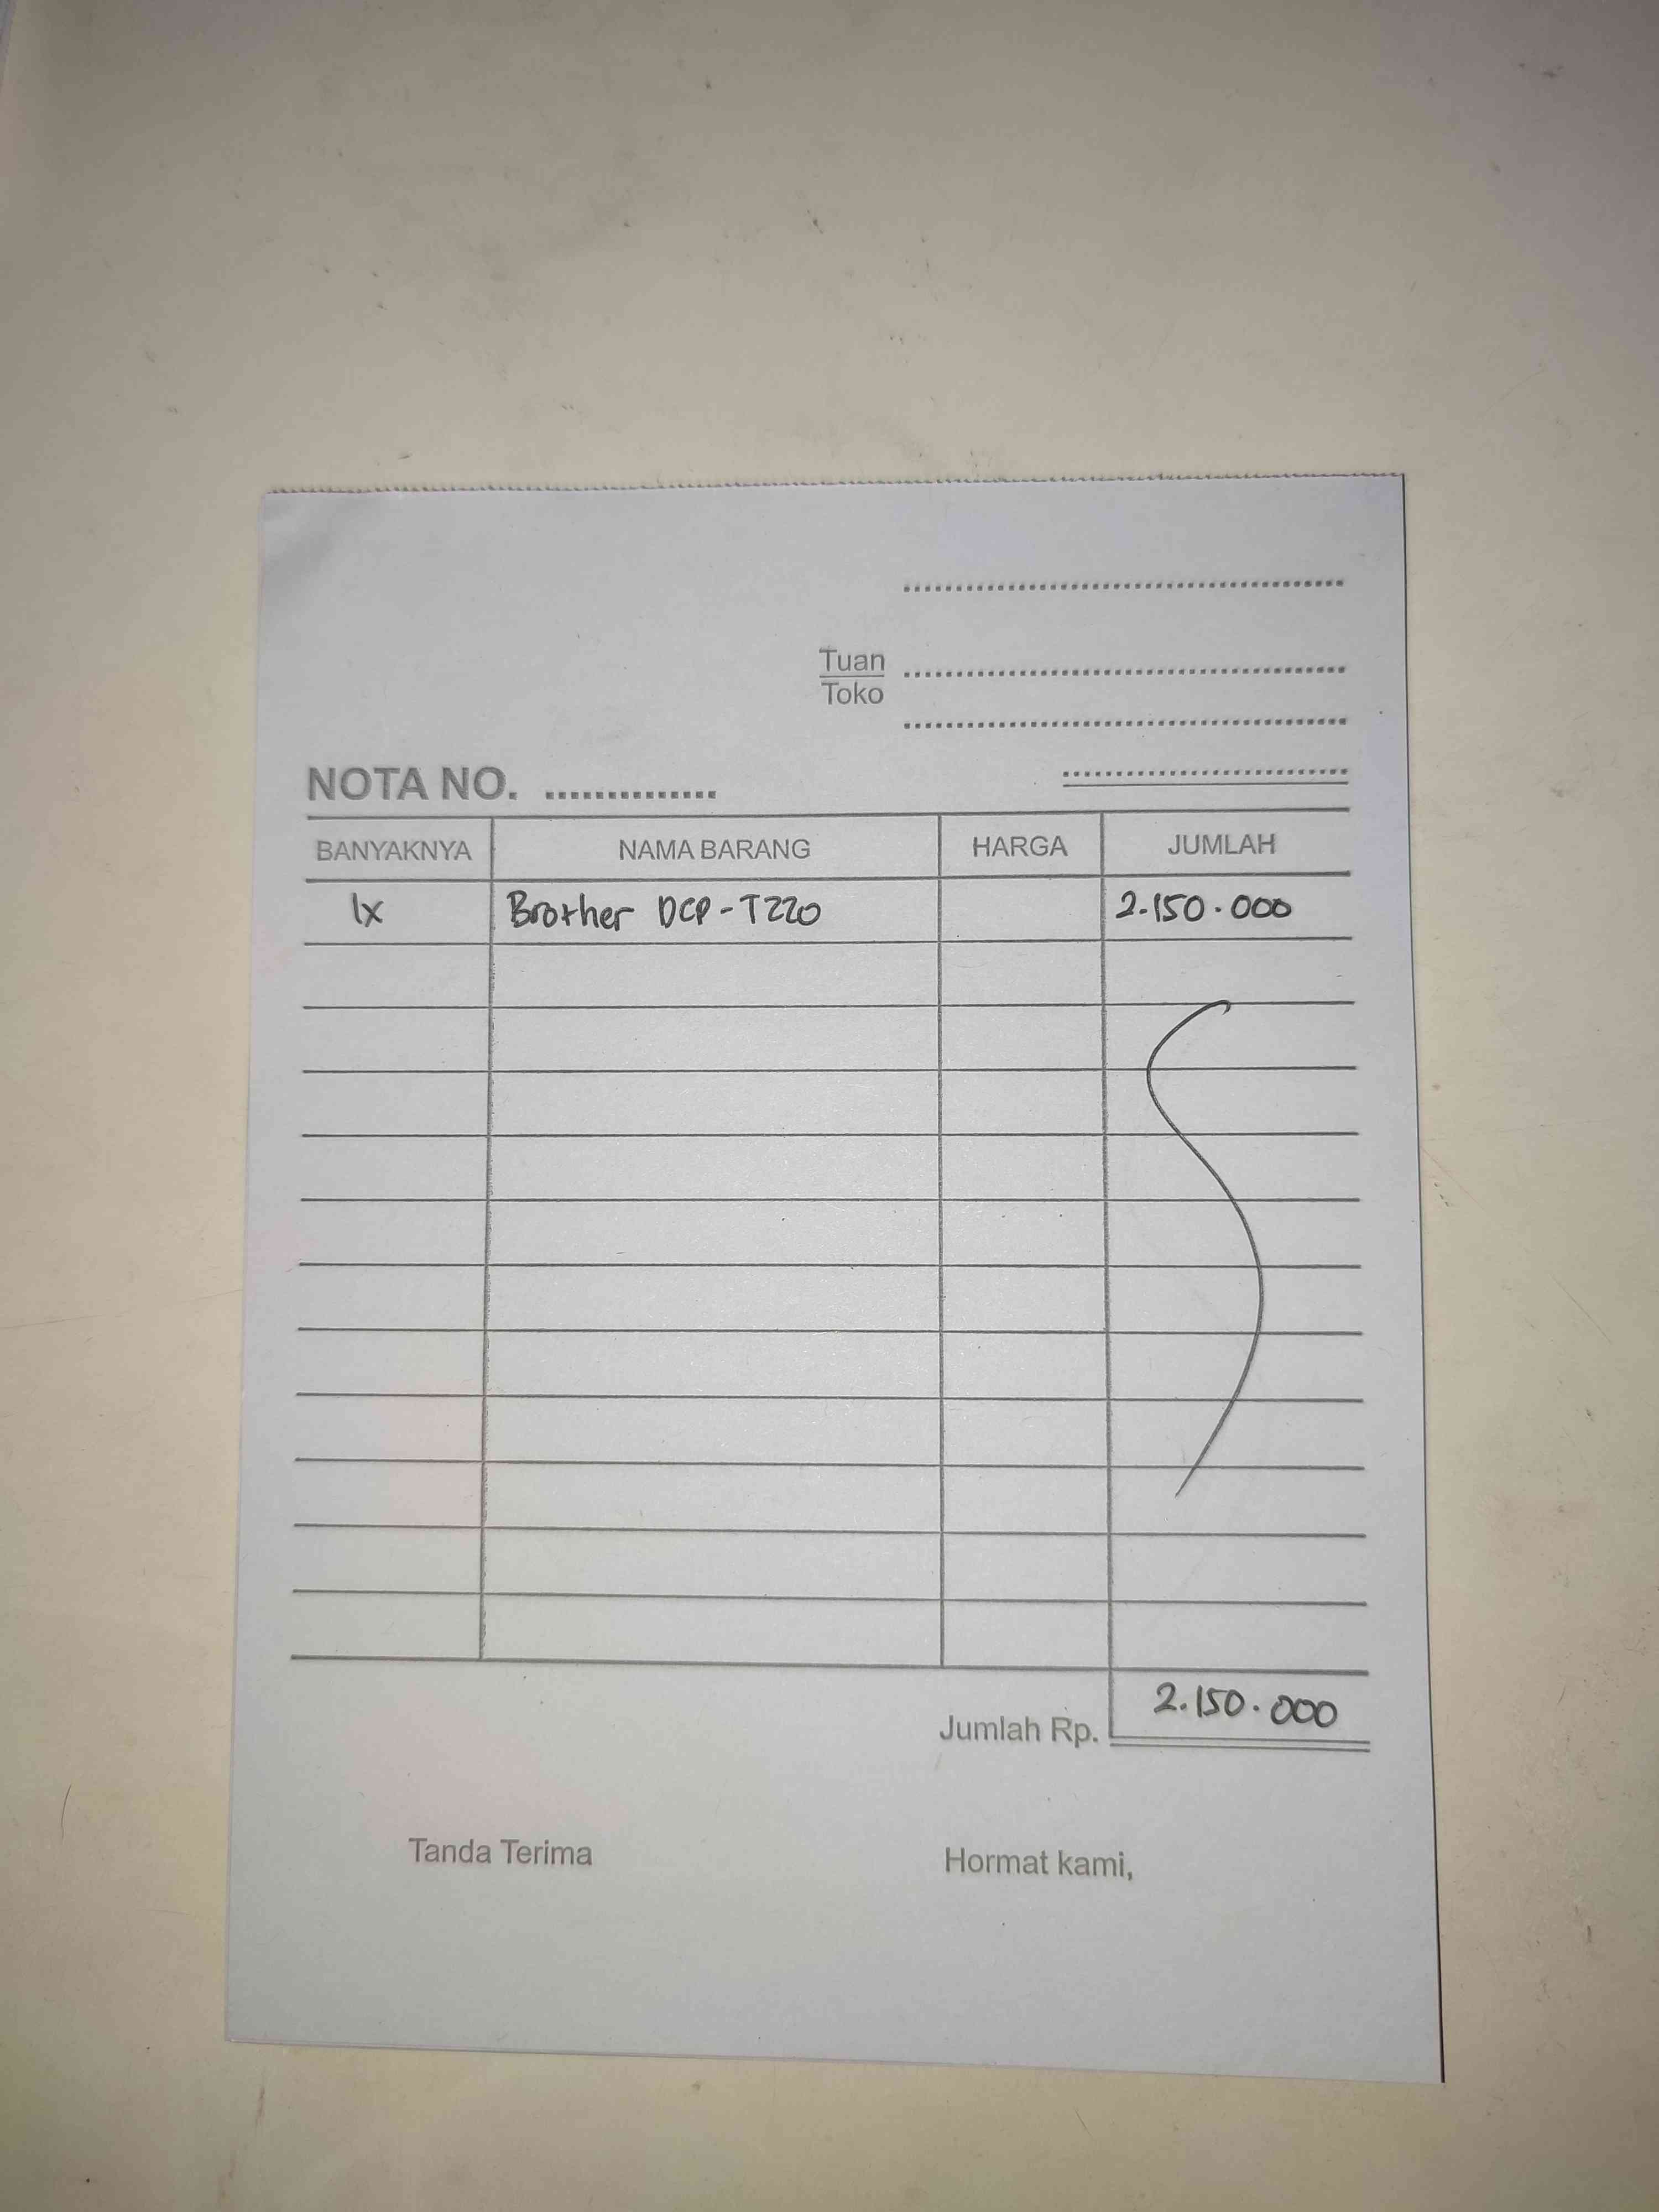 Tuan
Toko
NOTA NO. ..............
BANYAKNYA NAMA BARANG HARGA JUMLAH
1x Brother DCP-T220 2.150.000
Jumlah Rp. 2.150.000
Tanda Terima Hormat kami,